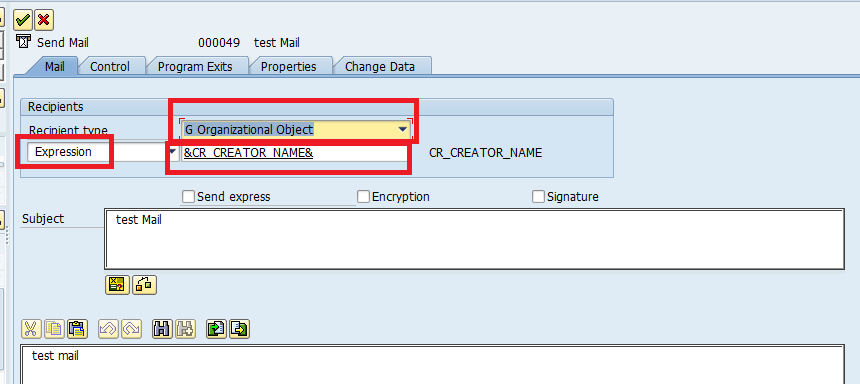 Send Mail 000049 test Mail
Mail Control Program Exits Properties Change Data
Recipients
Recipient type G Organizational Object
Expression &CR_CREATOR_NAME& CR_CREATOR_NAME
Send express Encryption Signature
Subject test Mail
test mail